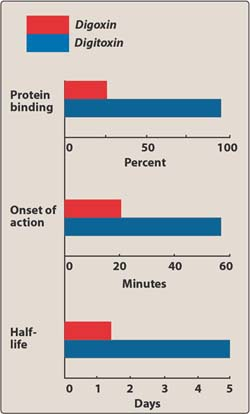 Digoxin
Digitoxin
Protein
binding
0 50 100
Percent
Onset of
action
0 20 40 60
Minutes
Half-
life
0 1 2 3 4 5
Days